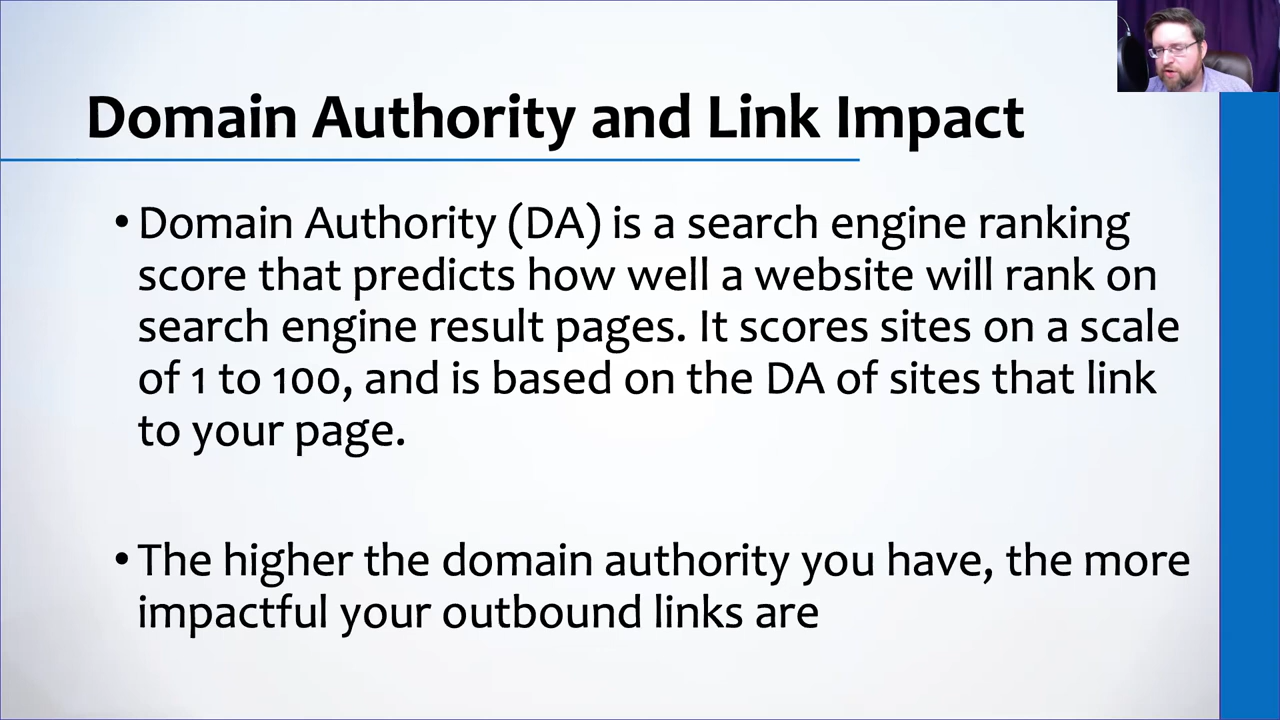 Domain Authority and Link Impact
• Domain Authority (DA) is a search engine ranking
score that predicts how well a website will rank on
search engine result pages. It scores sites on a scale
of 1 to 100, and is based on the DA of sites that link
to your page.
• The higher the domain authority you have, the more
impactful your outbound links are